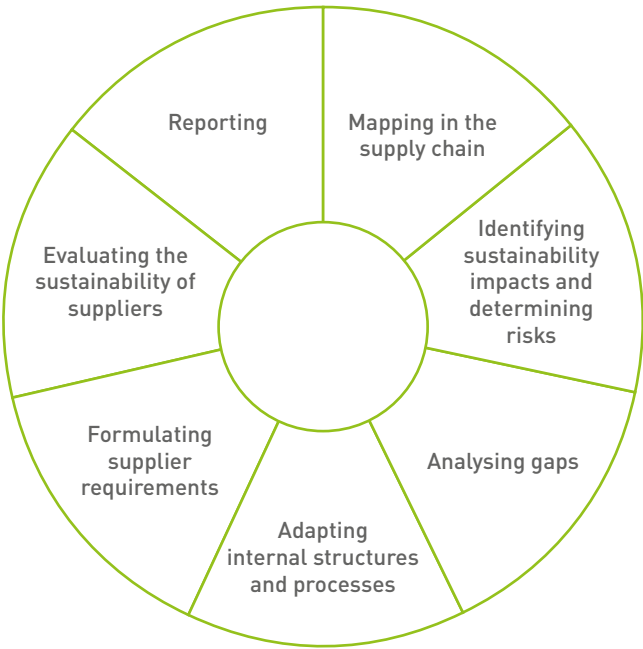 Reporting
Mapping in the
supply chain
Identifying
sustainability
impacts and
determining
risks
Analysing gaps
Adapting
internal structures
and processes
Formulating
supplier
requirements
Evaluating the
sustainability of
suppliers